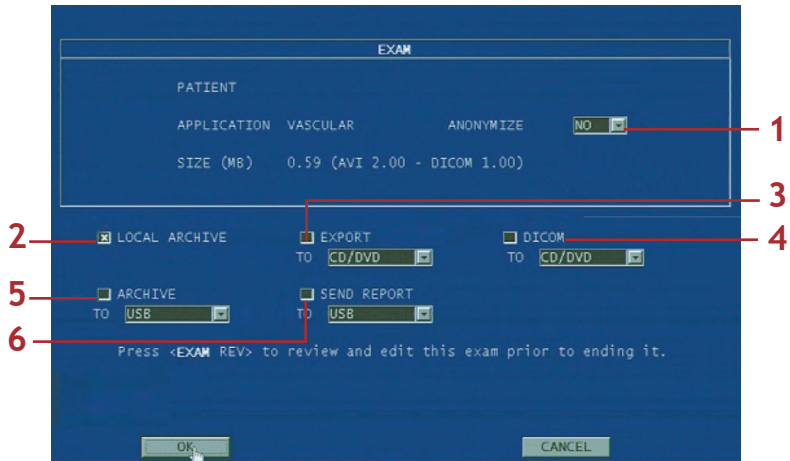 EXAM
PATIENT
APPLICATION VASCULAR ANONYMIZE NO 1
SIZE (MB) 0.59 (AVI 2.00 - DICOM 1.00)
3
2 LOCAL ARCHIVE EXPORT DICOM 4
TO CD/DVD TO CD/DVD
5 ARCHIVE SEND REPORT
TO USB TO USB
6
Press <EXAM REV> to review and edit this exam prior to ending it.
OK CANCEL